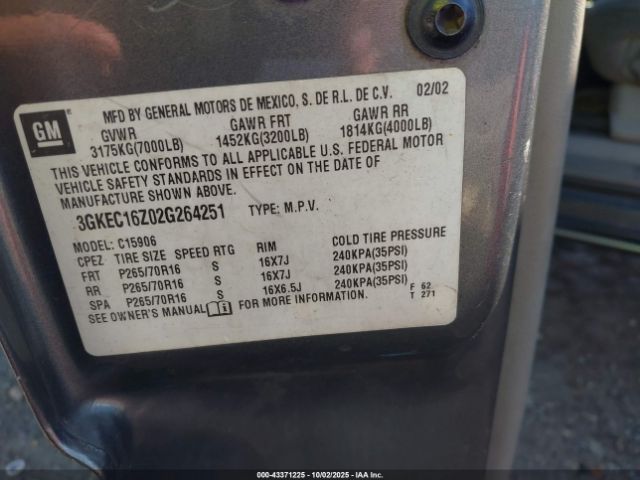 GM
MFD BY GENERAL MOTORS DE MEXICO, S. DE R.L. DE C.V. 02/02
GVWR GAWR FRT GAWR RR
3175KG(7000LB) 1452KG(3200LB) 1814KG(4000LB)
THIS VEHICLE CONFORMS TO ALL APPLICABLE U.S. FEDERAL MOTOR
VEHICLE SAFETY STANDARDS IN EFFECT ON THE DATE OF
MANUFACTURE SHOWN ABOVE.
3GKEC16Z02G264251 TYPE: M.P.V.
MODEL: C15906
CPEZ TIRE SIZE SPEED RTG RIM COLD TIRE PRESSURE
FRT P265/70R16 S 16X7J 240KPA(35PSI)
RR P265/70R16 S 16X7J 240KPA(35PSI)
SPA P265/70R16 S 16X6.5J 240KPA(35PSI)
SEE OWNER'S MANUAL FOR MORE INFORMATION. F 62
T 271
000-43371225 - 10/02/2025 - Copyright © IAA, Inc.